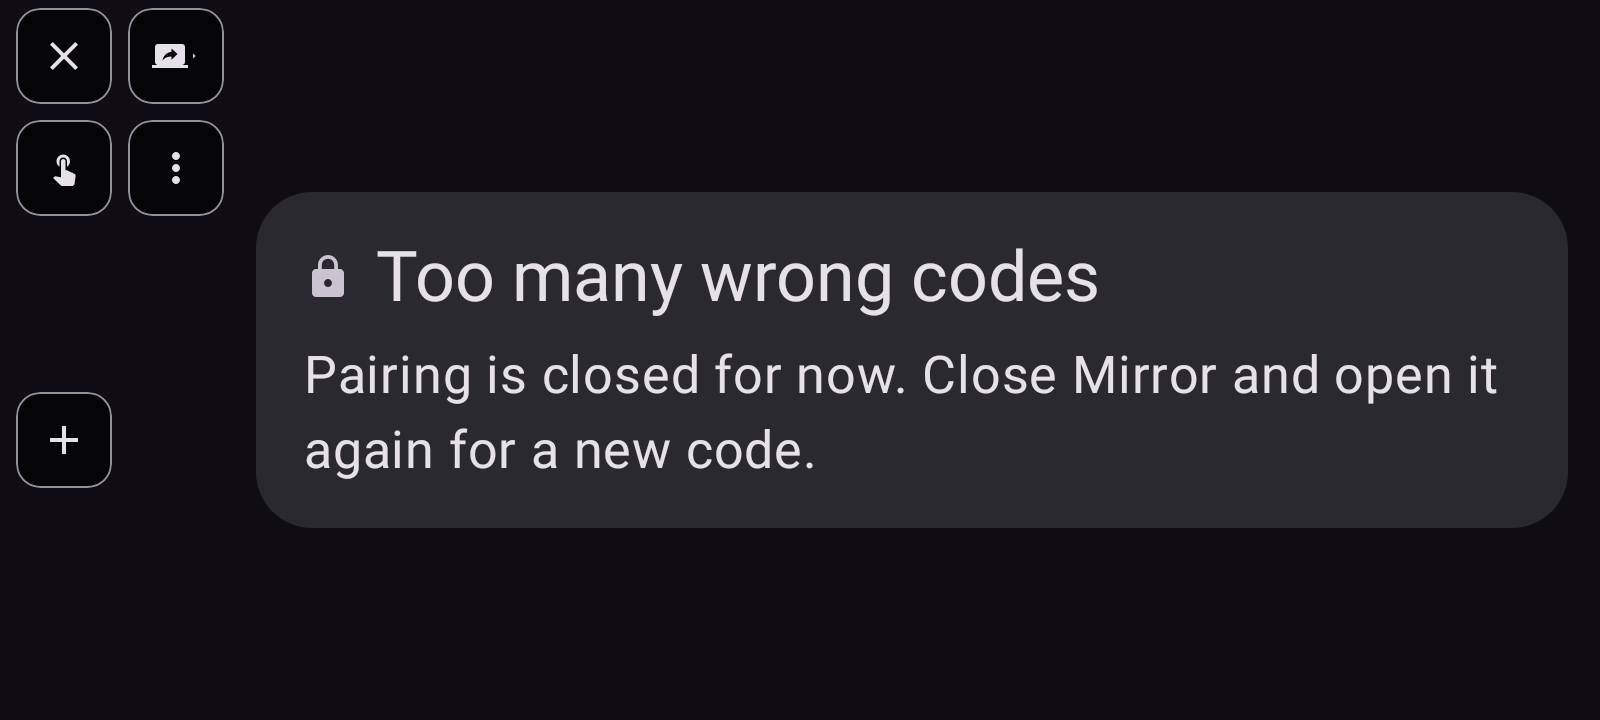 Too many wrong codes
Pairing is closed for now. Close Mirror and open it
again for a new code.